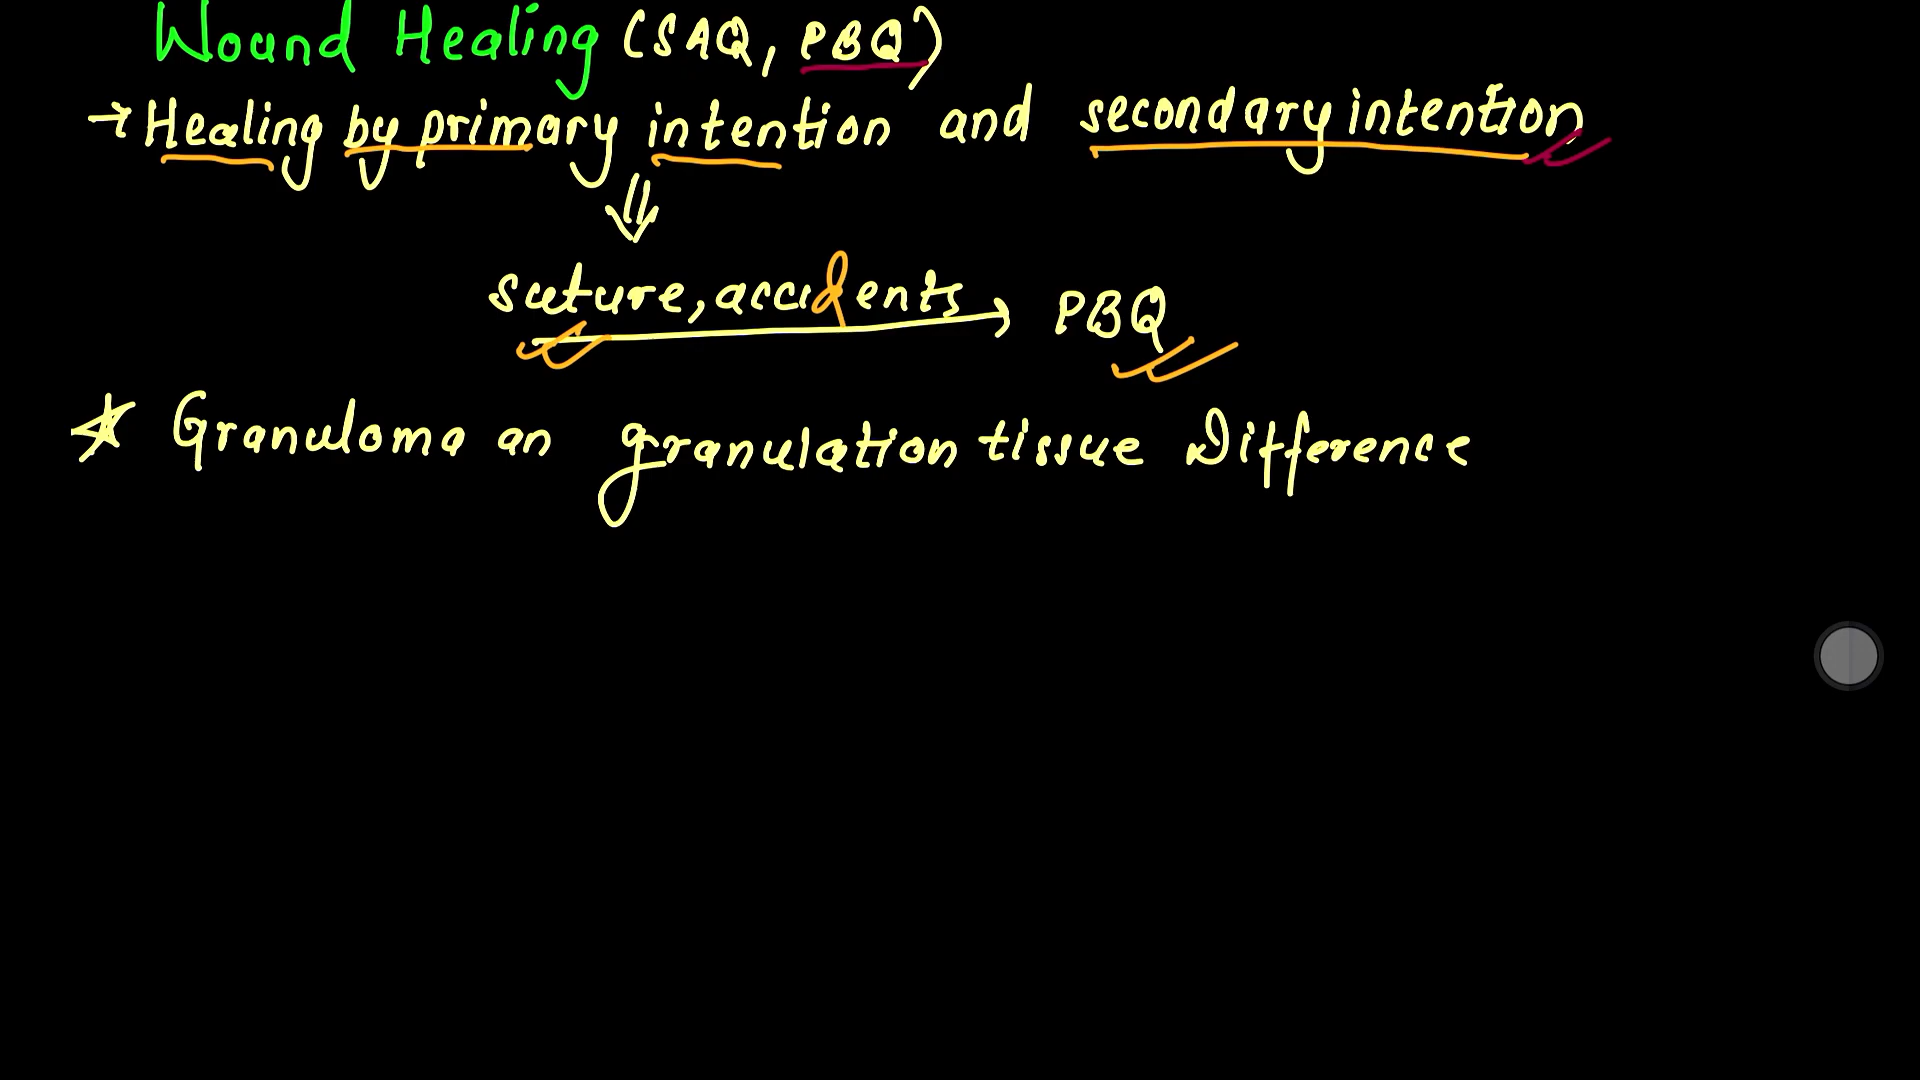 Wound Healing (SAQ, PBQ)
→ Healing by primary intention and secondary intention
suture, accidents → PBQ
Granuloma an granulation tissue Difference